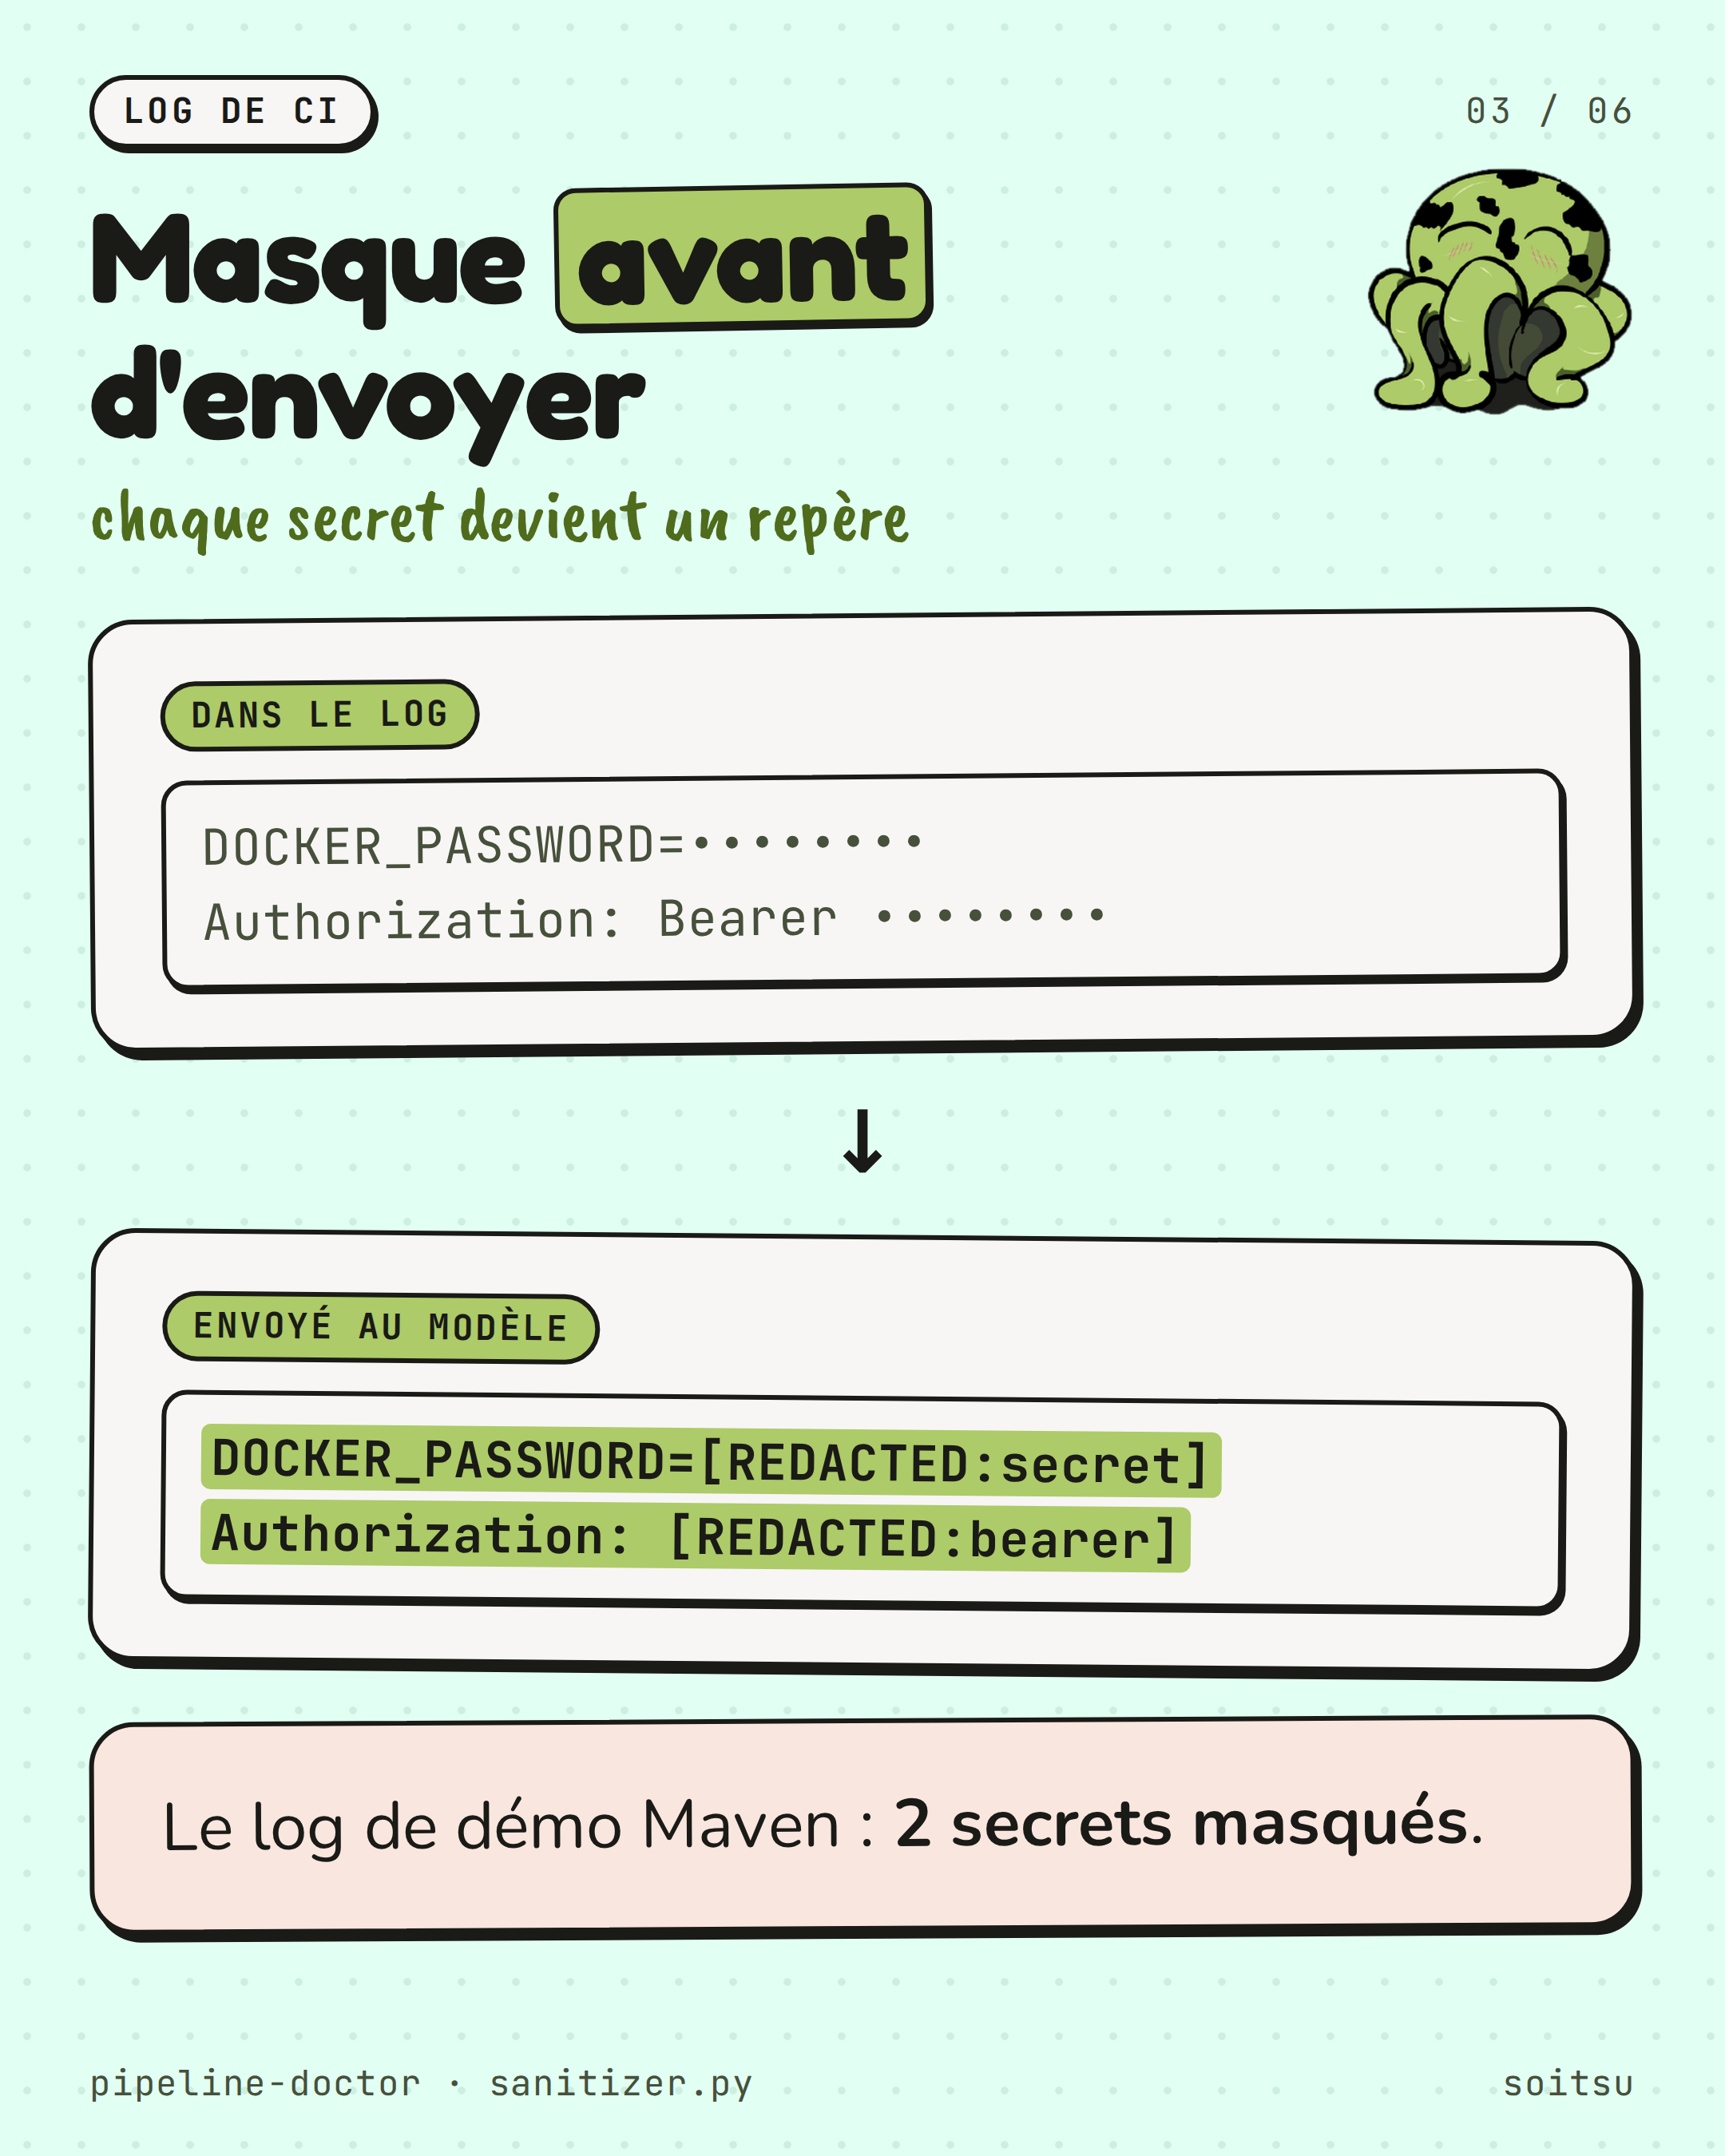 LOG DE CI
03 / 06
Masque avant
d'envoyer
chaque secret devient un repère
DANS LE LOG
DOCKER_PASSWORD=••••••••
Authorization: Bearer ••••••••
↓
ENVOYÉ AU MODÈLE
DOCKER_PASSWORD=[REDACTED:secret]
Authorization: [REDACTED:bearer]
Le log de démo Maven : 2 secrets masqués.
pipeline-doctor · sanitizer.py
soitsu